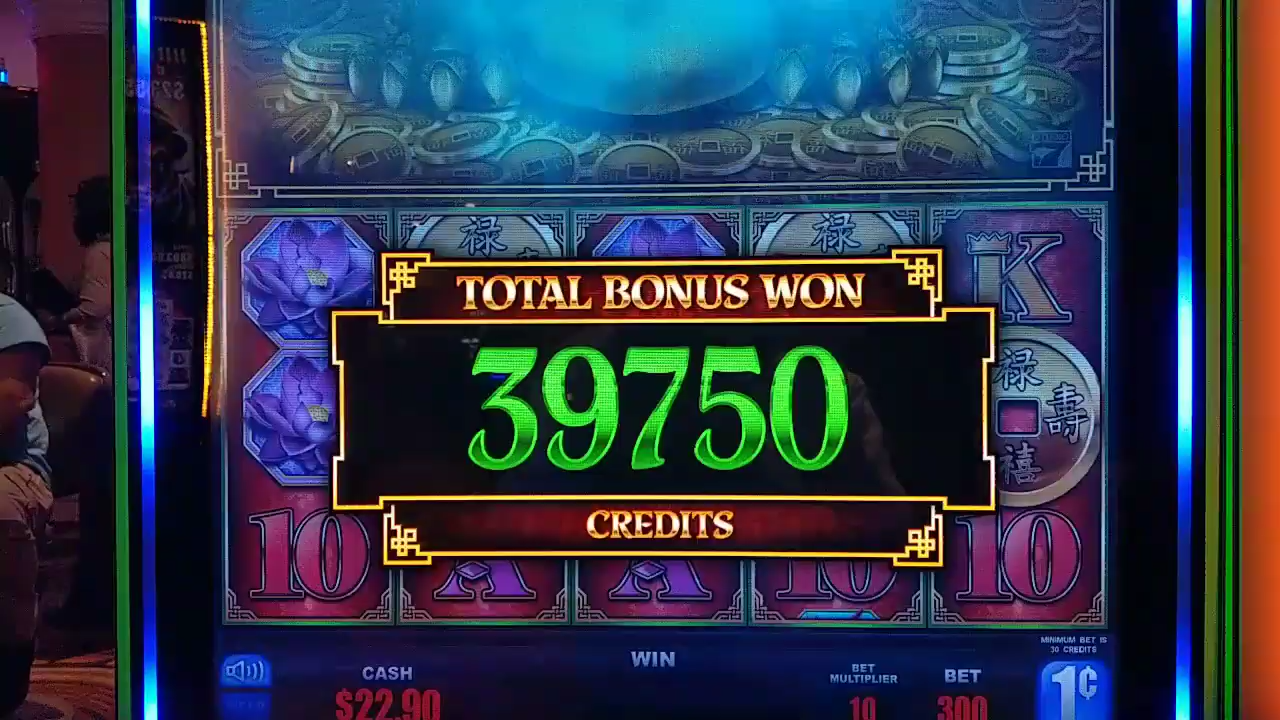 禄
禄
K
TOTAL BONUS WON
39750
禄
壽
禧
CREDITS
10
A
A
10
10
MINIMUM BET IS
30 CREDITS
WIN
CASH
BET
MULTIPLIER
BET
1¢
$22.90
10
300